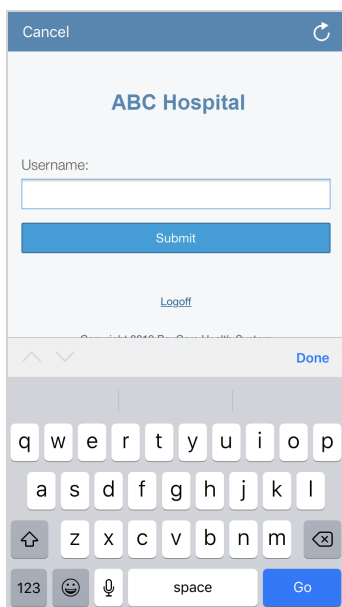 Cancel
ABC Hospital
Username:
Submit
Logoff
Done
q w e r t y u i o p
a s d f g h j k l
z x c v b n m
123 space Go